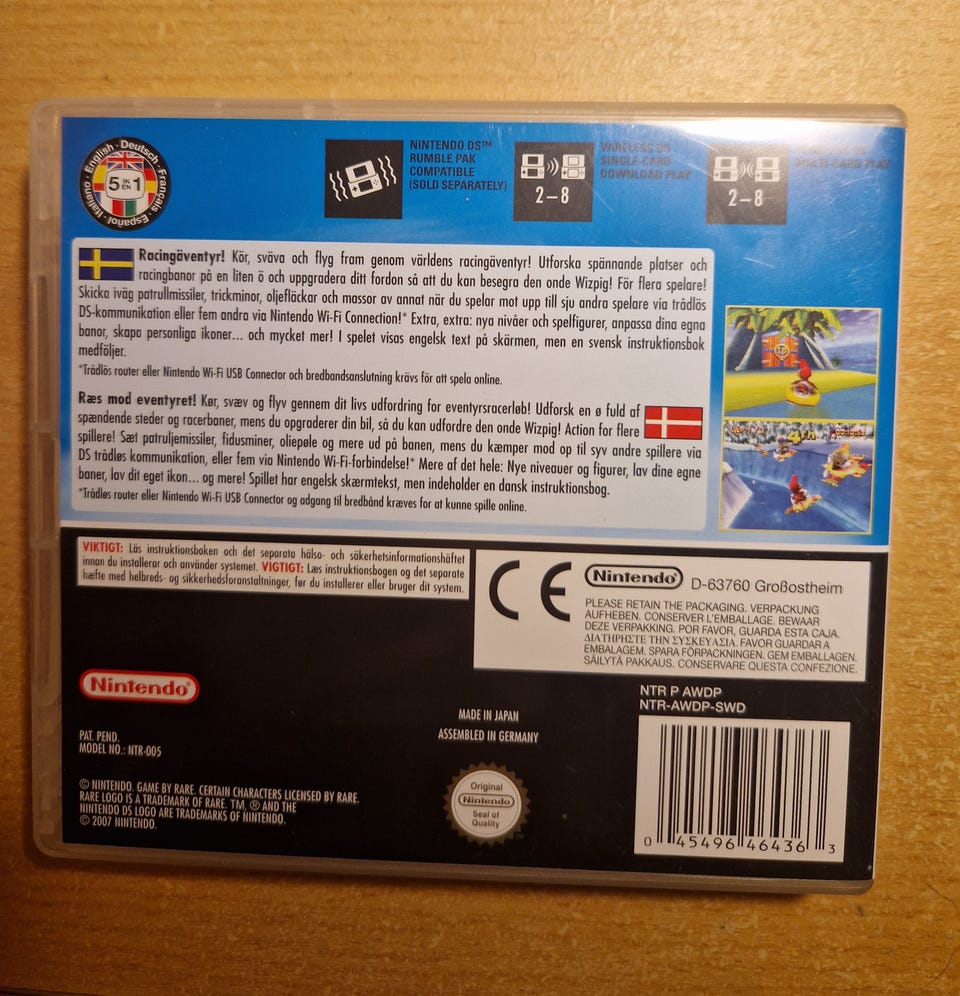 English · Deutsch · Français · Español · Italiano
5 IN EN 1
NINTENDO DS™
RUMBLE PAK
COMPATIBLE
(SOLD SEPARATELY)
WIRELESS DS
SINGLE-CARD
DOWNLOAD PLAY
2–8
MULTI-CARD PLAY
2–8
Racingäventyr! Kör, sväva och flyg fram genom världens racingäventyr! Utforska spännande platser och
racingbanor på en liten ö och uppgradera ditt fordon så att du kan besegra den onde Wizpig! För flera spelare!
Skicka iväg patrullmissiler, trickminor, oljefläckar och massor av annat när du spelar mot upp till sju andra spelare via trådlös
DS-kommunikation eller fem andra via Nintendo Wi-Fi Connection!* Extra, extra: nya nivåer och spelfigurer, anpassa dina egna
banor, skapa personliga ikoner... och mycket mer! I spelet visas engelsk text på skärmen, men en svensk instruktionsbok
medföljer.
*Trådlös router eller Nintendo Wi-Fi USB Connector och bredbandsanslutning krävs för att spela online.
Ræs mod eventyret! Kør, svæv og flyv gennem dit livs udfordring for eventyrsracerløb! Udforsk en ø fuld af
spændende steder og racerbaner, mens du opgraderer din bil, så du kan udfordre den onde Wizpig! Action for flere
spillere! Sæt patruljemissiler, fidusminer, oliepøle og mere ud på banen, mens du kæmper mod op til syv andre spillere via
DS trådløs kommunikation, eller fem via Nintendo Wi-Fi-forbindelse!* Mere af det hele: Nye niveauer og figurer, lav dine egne
baner, lav dit eget ikon... og mere! Spillet har engelsk skærmtekst, men indeholder en dansk instruktionsbog.
*Trådløs router eller Nintendo Wi-Fi USB Connector og adgang til bredbånd kræves for at kunne spille online.
VIKTIGT: Läs instruktionsboken och det separata hälso- och säkerhetsinformationshäftet
innan du installerar och använder systemet. VIGTIGT: Læs instruktionsbogen og det separate
hæfte med helbreds- og sikkerhedsforanstaltninger, før du installerer eller bruger dit system.
CE
Nintendo D-63760 Großostheim
PLEASE RETAIN THE PACKAGING. VERPACKUNG
AUFHEBEN. CONSERVER L'EMBALLAGE. BEWAAR
DEZE VERPAKKING. POR FAVOR, GUARDA ESTA CAJA.
ΔΙΑΤΗΡΗΣΤΕ ΤΗΝ ΣΥΣΚΕΥΑΣΙΑ. FAVOR GUARDAR A
EMBALAGEM. SPARA FÖRPACKNINGEN. GEM EMBALLAGEN.
SÄILYTÄ PAKKAUS. CONSERVARE QUESTA CONFEZIONE.
Nintendo®
NTR P AWDP
NTR-AWDP-SWD
MADE IN JAPAN
ASSEMBLED IN GERMANY
PAT. PEND.
MODEL NO.: NTR-005
© NINTENDO. GAME BY RARE. CERTAIN CHARACTERS LICENSED BY RARE.
RARE LOGO IS A TRADEMARK OF RARE. TM, ® AND THE
NINTENDO DS LOGO ARE TRADEMARKS OF NINTENDO.
© 2007 NINTENDO.
Original
Nintendo
Seal of
Quality
TM
0 45496 46436 3